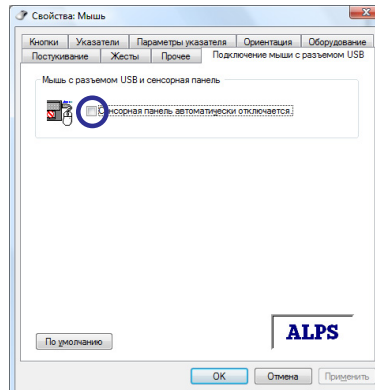 Свойства: Мышь
Кнопки Указатели Параметры указателя Ориентация Оборудование
Постукивание Жесты Прочее Подключение мыши с разъемом USB
Мышь с разъемом USB и сенсорная панель
Сенсорная панель автоматически отключается.
ALPS
По умолчанию
OK Отмена Применить